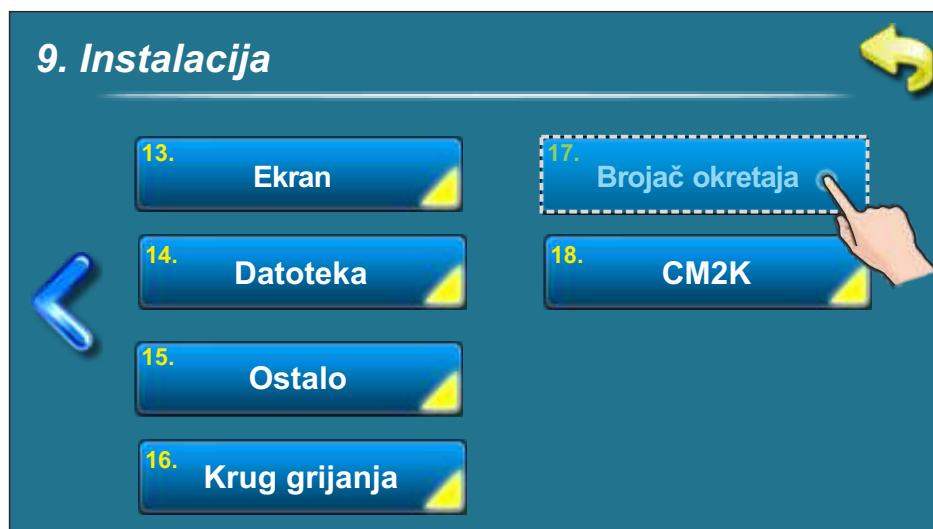 9. Instalacija
13.
Ekran
14.
Datoteka
15.
Ostalo
16.
Krug grijanja
17.
Brojač okretaja
18.
CM2K